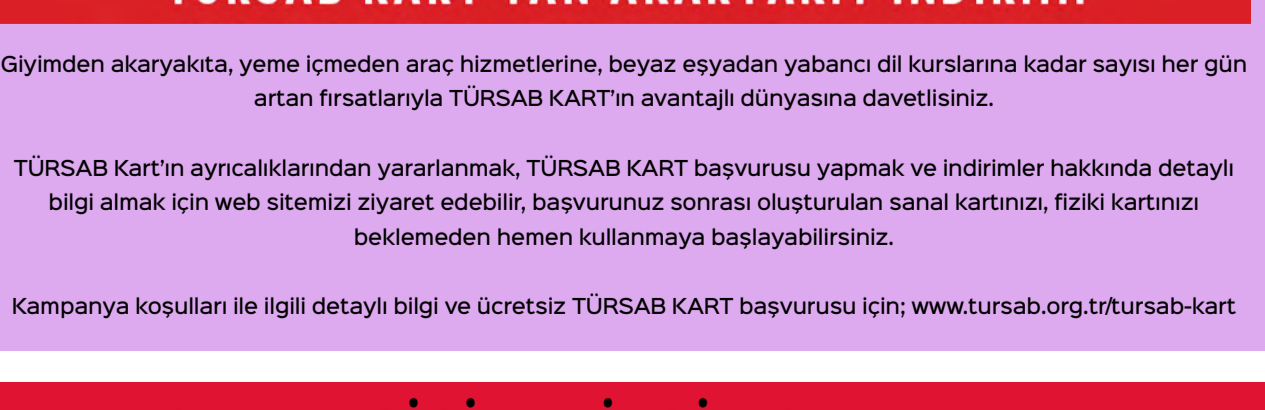 Giyimden akaryakıta, yeme içmeden araç hizmetlerine, beyaz eşyadan yabancı dil kurslarına kadar sayısı her gün
artan fırsatlarıyla TÜRSAB KART’ın avantajlı dünyasına davetlisiniz.
TÜRSAB Kart’ın ayrıcalıklarından yararlanmak, TÜRSAB KART başvurusu yapmak ve indirimler hakkında detaylı
bilgi almak için web sitemizi ziyaret edebilir, başvurunuz sonrası oluşturulan sanal kartınızı, fiziki kartınızı
beklemeden hemen kullanmaya başlayabilirsiniz.
Kampanya koşulları ile ilgili detaylı bilgi ve ücretsiz TÜRSAB KART başvurusu için; www.tursab.org.tr/tursab-kart